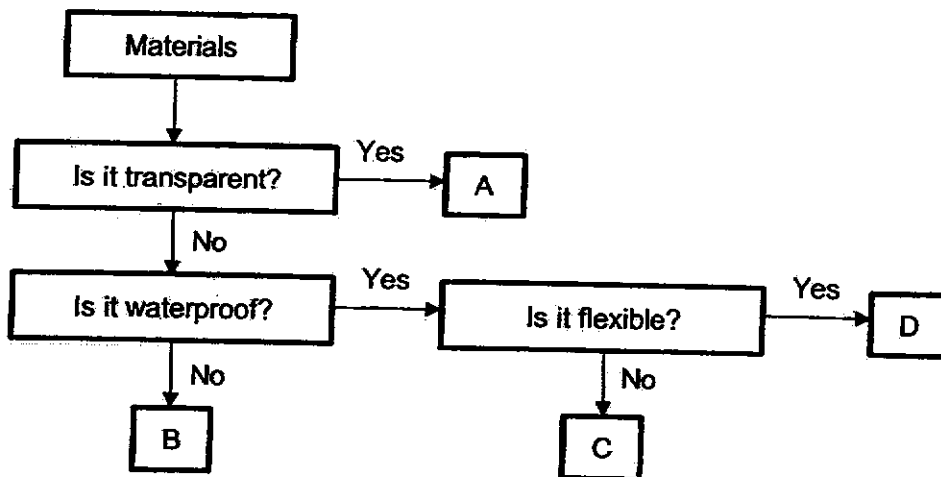 Materials
Is it transparent?
Yes
A
No
Is it waterproof?
Yes
Is it flexible?
Yes
D
No
B
No
C